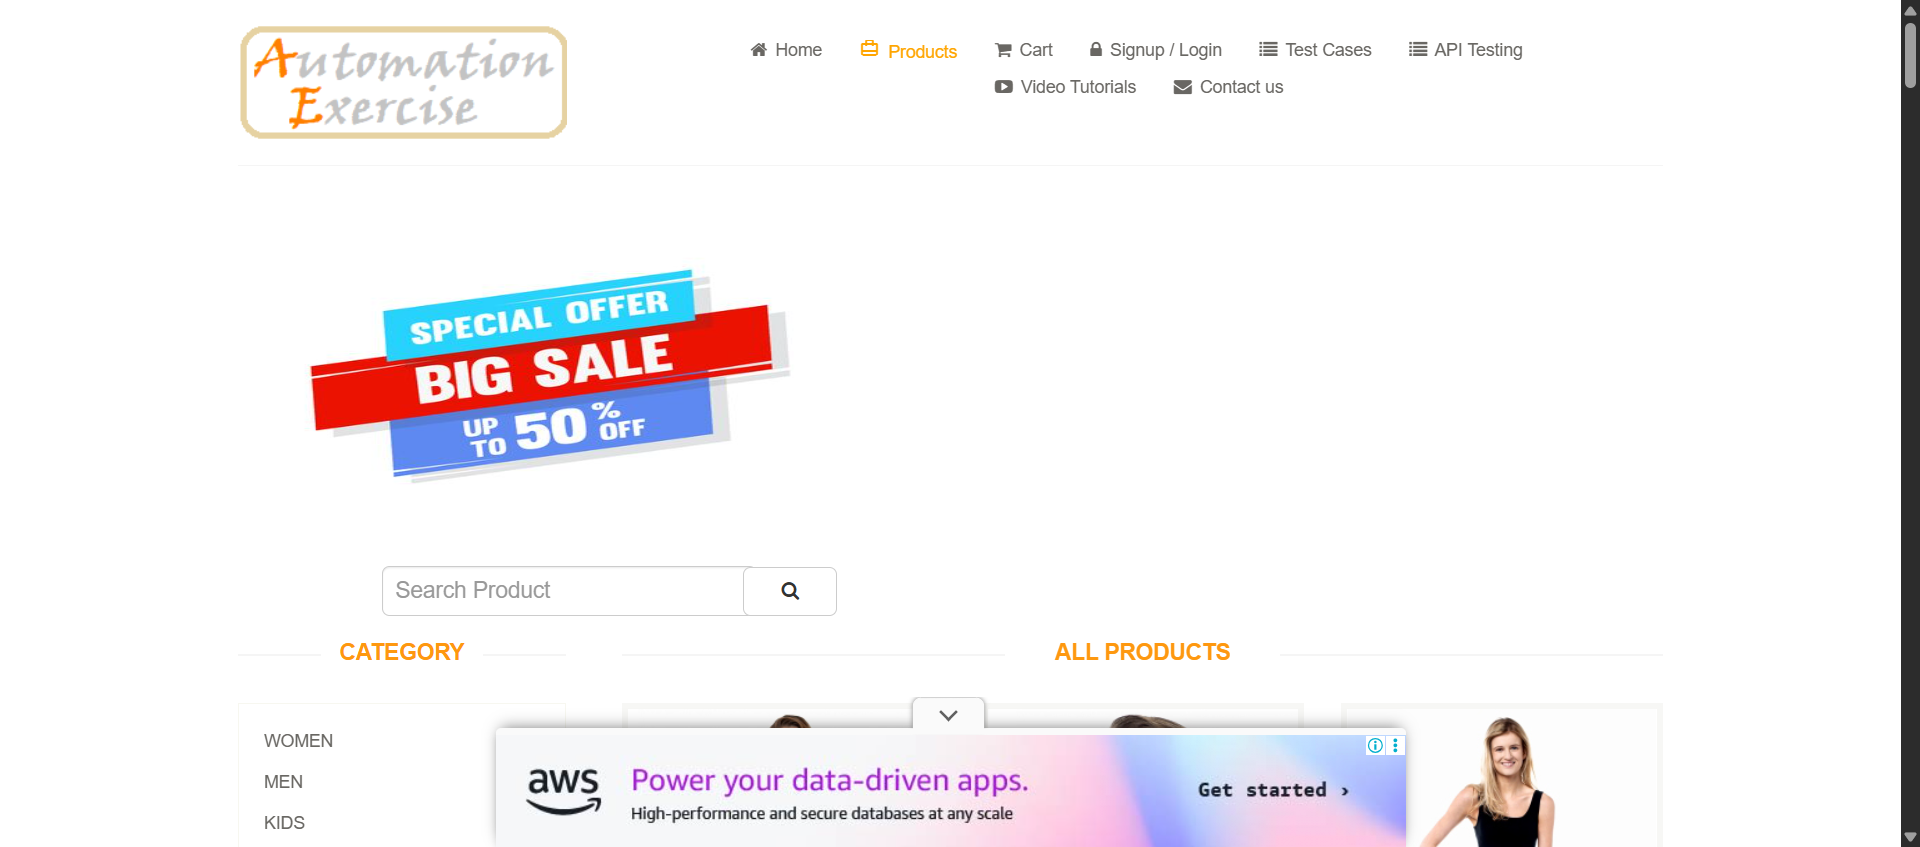 Automation
Exercise
Home
Products
Cart
Signup / Login
Test Cases
API Testing
Video Tutorials
Contact us
SPECIAL OFFER
BIG SALE
UP TO 50% OFF
Search Product
CATEGORY
ALL PRODUCTS
WOMEN
MEN
KIDS
aws
Power your data-driven apps.
High-performance and secure databases at any scale
Get started ›